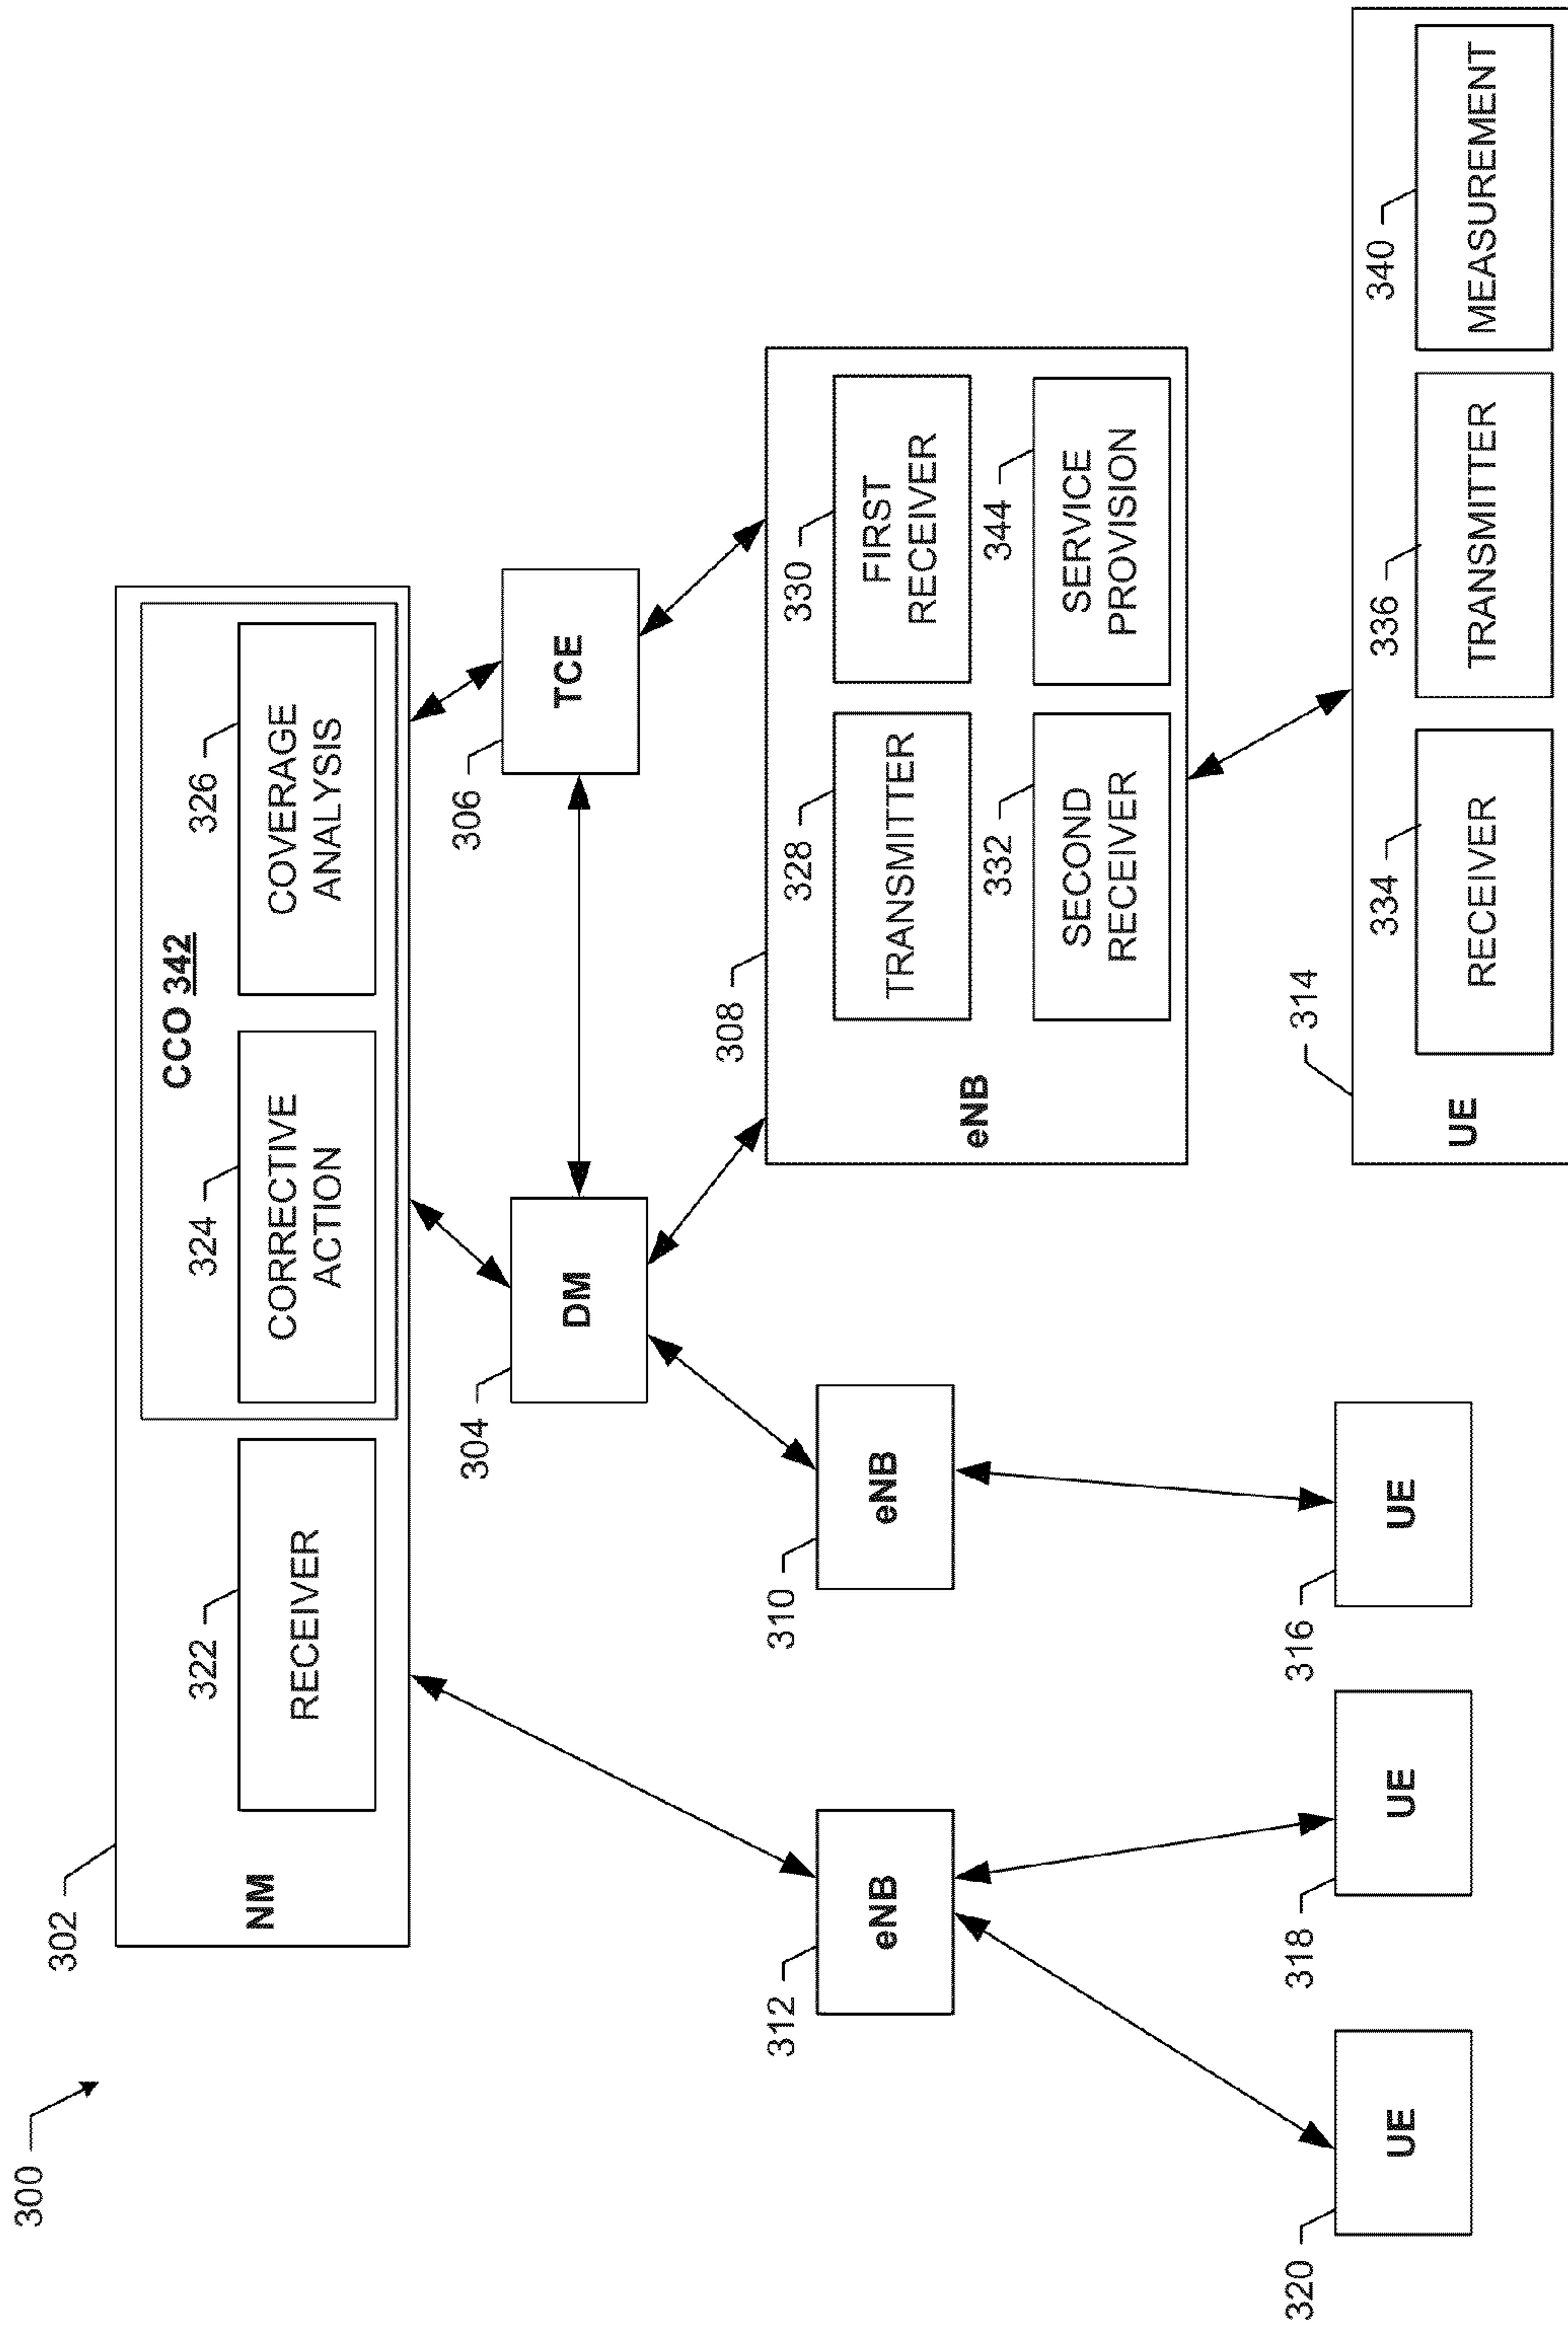 300
302
NM
322
RECEIVER
CCO 342
324
CORRECTIVE
ACTION
326
COVERAGE
ANALYSIS
304
DM
306
TCE
312
eNB
310
eNB
308
eNB
328
TRANSMITTER
330
FIRST
RECEIVER
332
SECOND
RECEIVER
344
SERVICE
PROVISION
320
UE
318
UE
316
UE
314
UE
334
RECEIVER
336
TRANSMITTER
340
MEASUREMENT